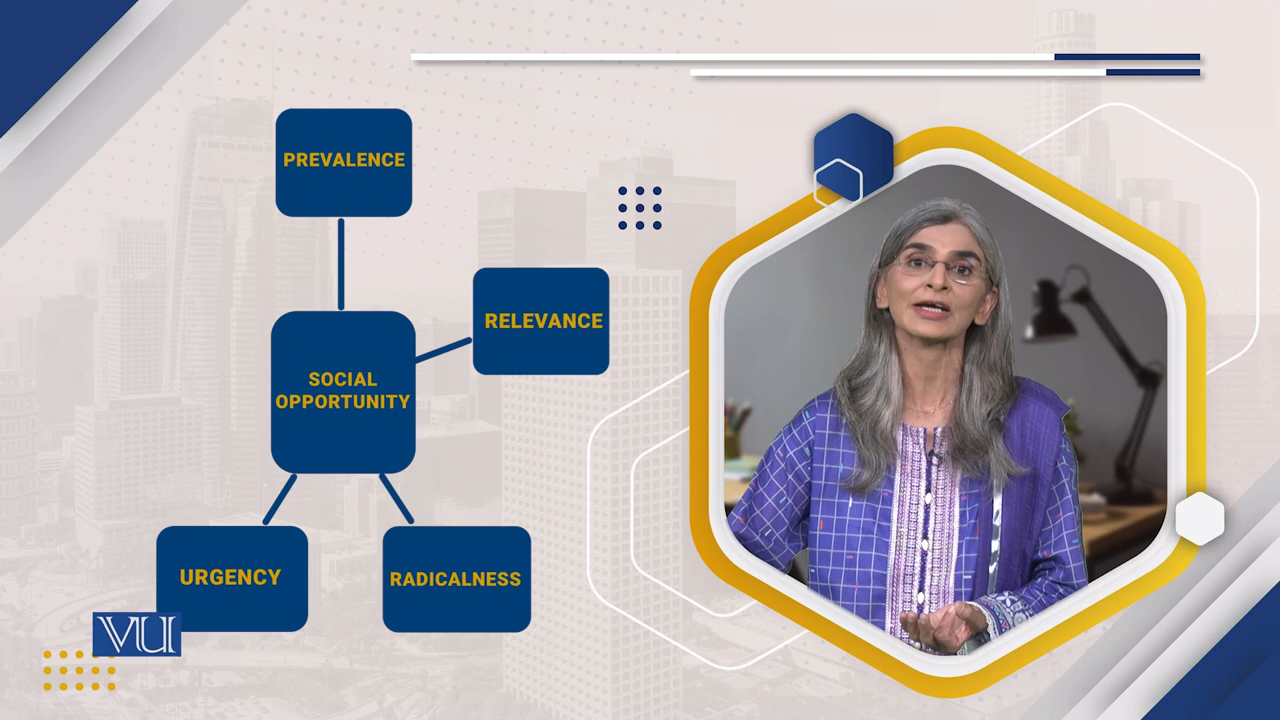 PREVALENCE
RELEVANCE
SOCIAL
OPPORTUNITY
URGENCY
RADICALNESS
VU